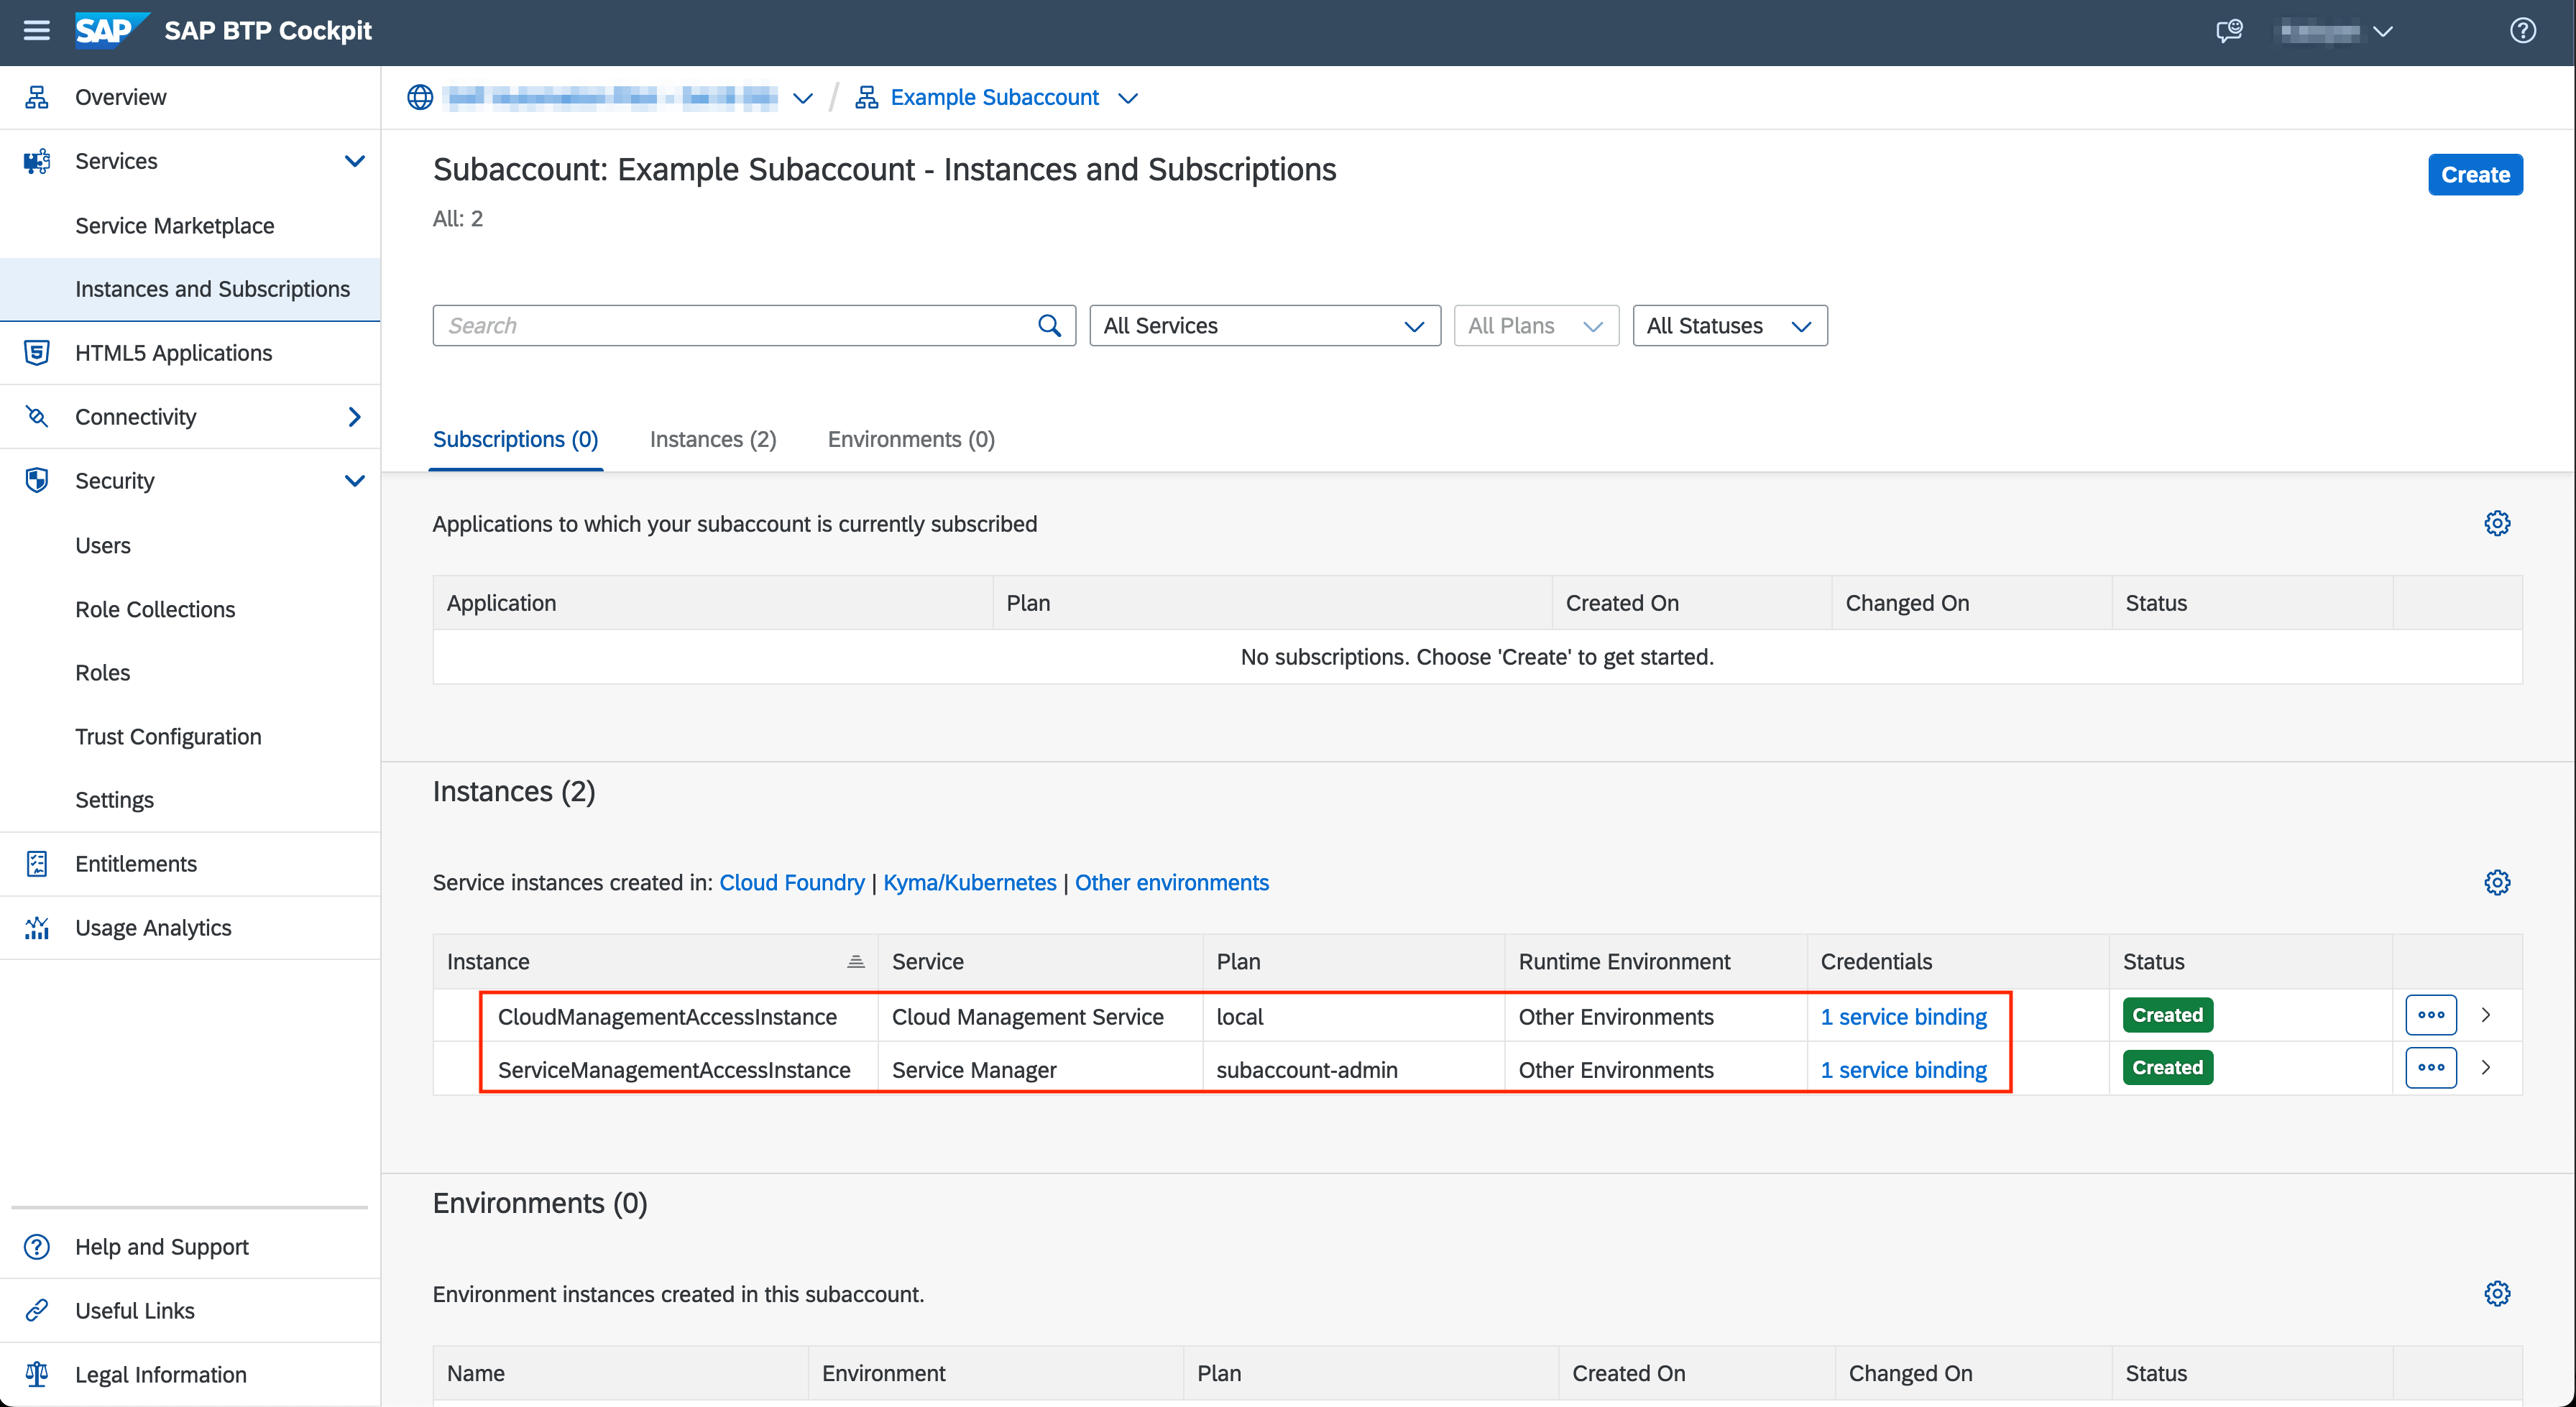 SAP SAP BTP Cockpit
Overview
Services
Service Marketplace
Instances and Subscriptions
HTML5 Applications
Connectivity
Security
Users
Role Collections
Roles
Trust Configuration
Settings
Entitlements
Usage Analytics
Help and Support
Useful Links
Legal Information
/ Example Subaccount
Subaccount: Example Subaccount - Instances and Subscriptions
Create
All: 2
Search
All Services
All Plans
All Statuses
Subscriptions (0)
Instances (2)
Environments (0)
Applications to which your subaccount is currently subscribed
Application Plan Created On Changed On Status
No subscriptions. Choose 'Create' to get started.
Instances (2)
Service instances created in: Cloud Foundry | Kyma/Kubernetes | Other environments
Instance Service Plan Runtime Environment Credentials Status
CloudManagementAccessInstance Cloud Management Service local Other Environments 1 service binding Created
ServiceManagementAccessInstance Service Manager subaccount-admin Other Environments 1 service binding Created
Environments (0)
Environment instances created in this subaccount.
Name Environment Plan Created On Changed On Status